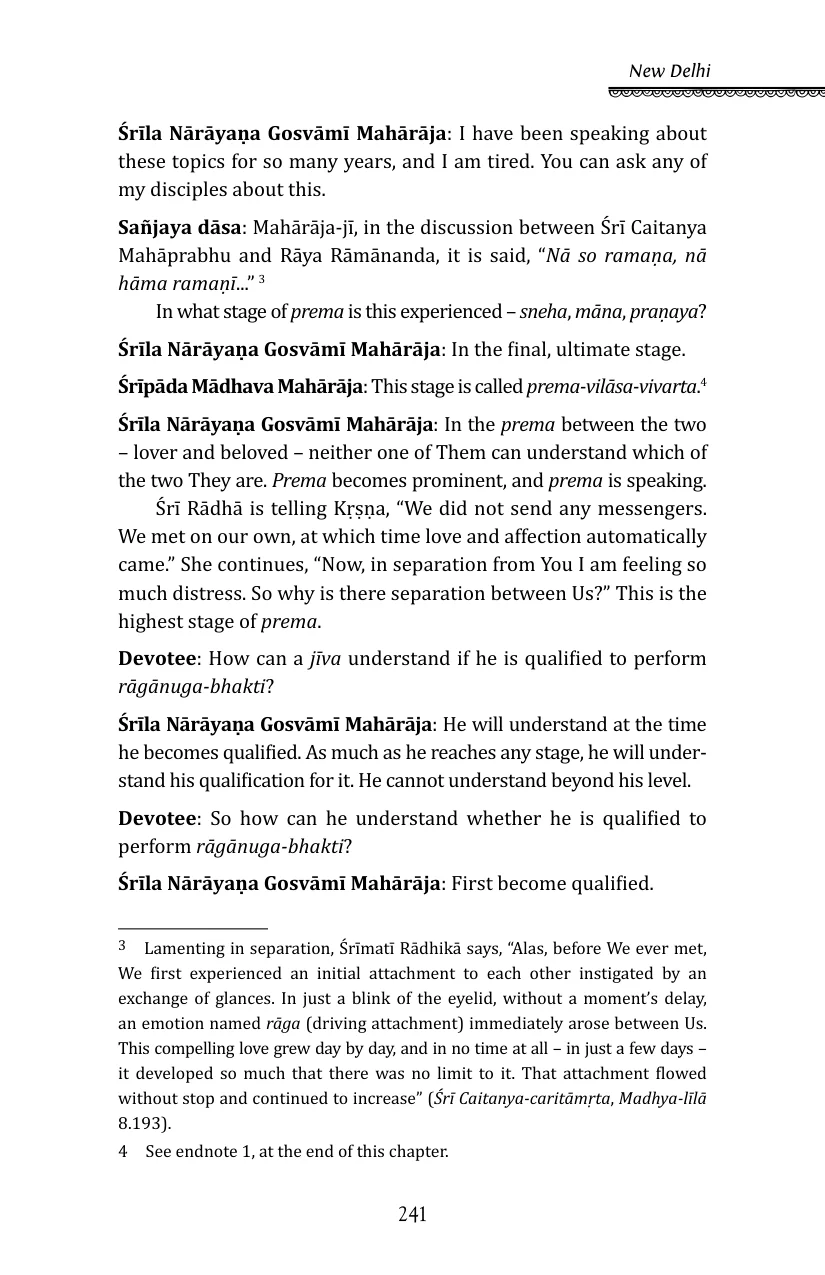 New Delhi
Śrīla Nārāyaṇa Gosvāmī Mahārāja: I have been speaking about
these topics for so many years, and I am tired. You can ask any of
my disciples about this.
Sañjaya dāsa: Mahārāja-jī, in the discussion between Śrī Caitanya
Mahāprabhu and Rāya Rāmānanda, it is said, “Nā so ramaṇa, nā
hāma ramaṇī...” 3
In what stage of prema is this experienced – sneha, māna, praṇaya?
Śrīla Nārāyaṇa Gosvāmī Mahārāja: In the final, ultimate stage.
Śrīpāda Mādhava Mahārāja: This stage is called prema-vilāsa-vivarta.4
Śrīla Nārāyaṇa Gosvāmī Mahārāja: In the prema between the two
– lover and beloved – neither one of Them can understand which of
the two They are. Prema becomes prominent, and prema is speaking.
Śrī Rādhā is telling Kṛṣṇa, “We did not send any messengers.
We met on our own, at which time love and affection automatically
came.” She continues, “Now, in separation from You I am feeling so
much distress. So why is there separation between Us?” This is the
highest stage of prema.
Devotee: How can a jīva understand if he is qualified to perform
rāgānuga-bhakti?
Śrīla Nārāyaṇa Gosvāmī Mahārāja: He will understand at the time
he becomes qualified. As much as he reaches any stage, he will under-
stand his qualification for it. He cannot understand beyond his level.
Devotee: So how can he understand whether he is qualified to
perform rāgānuga-bhakti?
Śrīla Nārāyaṇa Gosvāmī Mahārāja: First become qualified.
3 Lamenting in separation, Śrīmatī Rādhikā says, “Alas, before We ever met,
We first experienced an initial attachment to each other instigated by an
exchange of glances. In just a blink of the eyelid, without a moment’s delay,
an emotion named rāga (driving attachment) immediately arose between Us.
This compelling love grew day by day, and in no time at all – in just a few days –
it developed so much that there was no limit to it. That attachment flowed
without stop and continued to increase” (Śrī Caitanya-caritāmṛta, Madhya-līlā
8.193).
4 See endnote 1, at the end of this chapter.
241